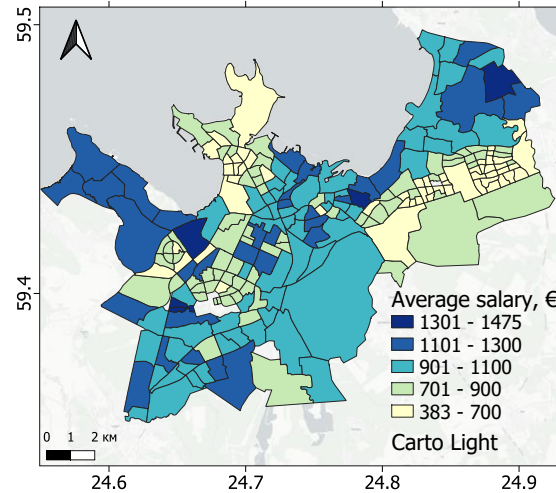 59.5
59.4
Average salary, €
1301 - 1475
1101 - 1300
901 - 1100
701 - 900
383 - 700
Carto Light
0 1 2 км
24.6 24.7 24.8 24.9